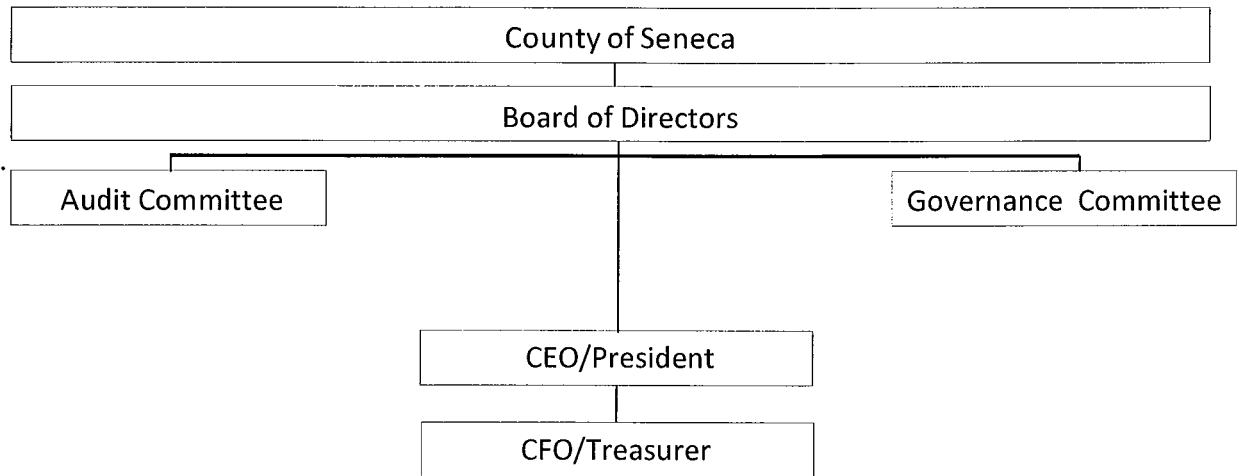 County of Seneca
Board of Directors
Audit Committee
Governance Committee
CEO/President
CFO/Treasurer